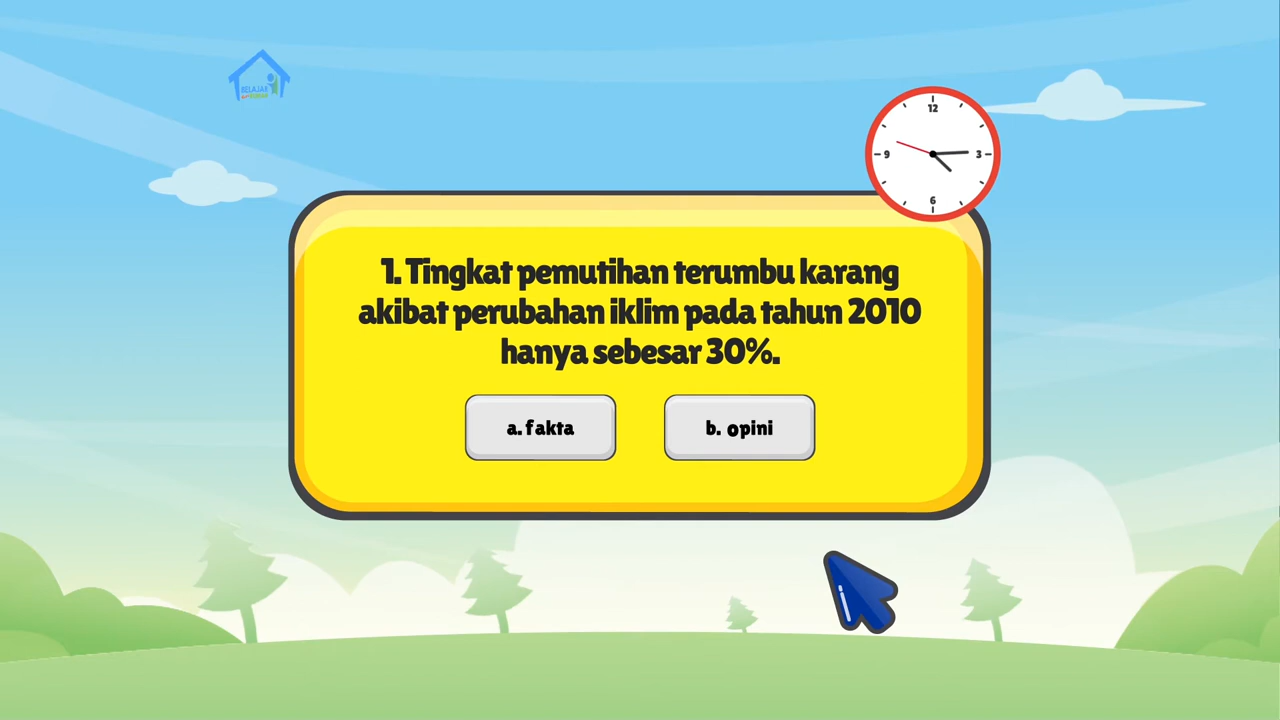 BELAJAR
12
9
3
6
1. Tingkat pemutihan terumbu karang
akibat perubahan iklim pada tahun 2010
hanya sebesar 30%.
a. fakta
b. opini